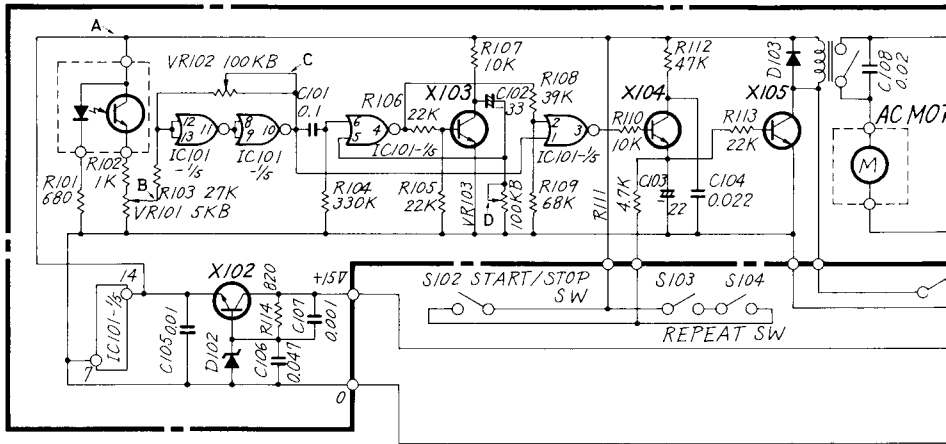 A
VR102 100KB
C
C101
0.1
R106
22K
R107
10K
X103
C102
33
R108
39K
R112
47K
X104
R110
10K
D103
X105
R113
22K
C108
0.02
AC MOT
M
12
13
11
IC101
-1/5
8
9
10
IC101
-1/5
6
5
4
IC101-1/5
2
1
3
IC101-1/5
R101
680
R102
1K
B
R103 27K
VR101 5KB
R104
330K
R105
22K
VR103
D
100KB
R109
68K
R111
4.7K
C103
22
C104
0.022
14
IC101-1/5
7
X102
+15V
C105
0.01
D102
R114
820
C106
0.047
C107
0.001
0
S102 START/STOP
SW
S103
S104
REPEAT SW